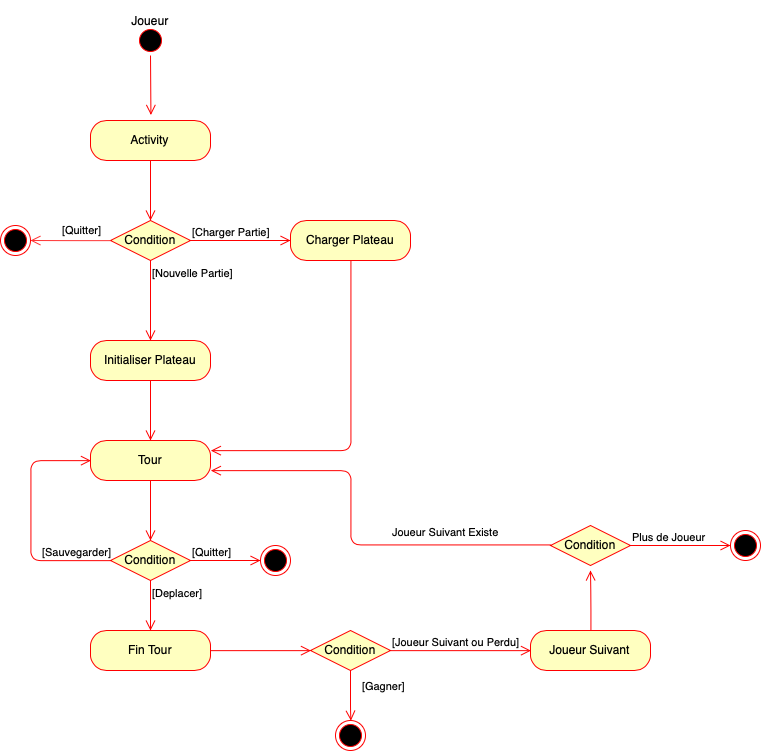 Joueur
Activity
[Quitter]
Condition
[Charger Partie]
Charger Plateau
[Nouvelle Partie]
Initialiser Plateau
Tour
Joueur Suivant Existe
Condition
Plus de Joueur
[Sauvegarder]
Condition
[Quitter]
[Deplacer]
Fin Tour
Condition
[Joueur Suivant ou Perdu]
Joueur Suivant
[Gagner]